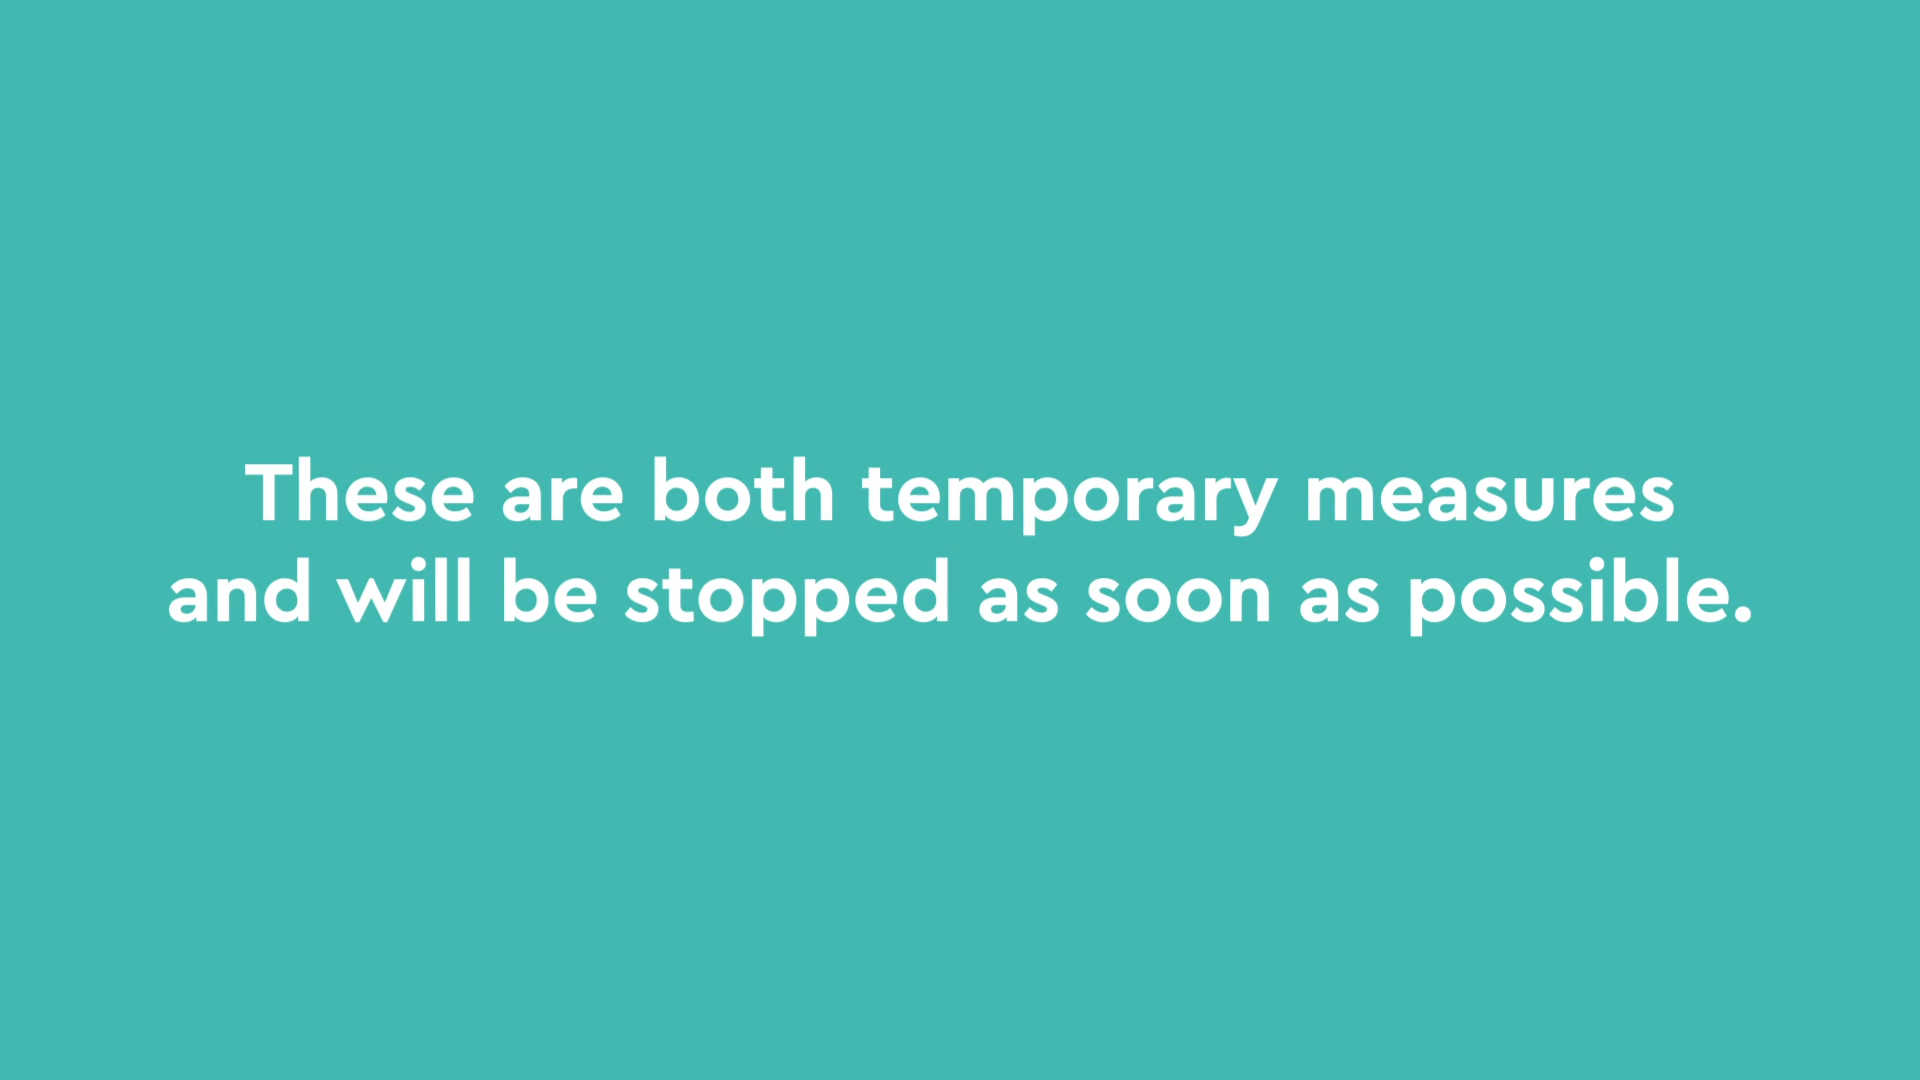 These are both temporary measures
and will be stopped as soon as possible.